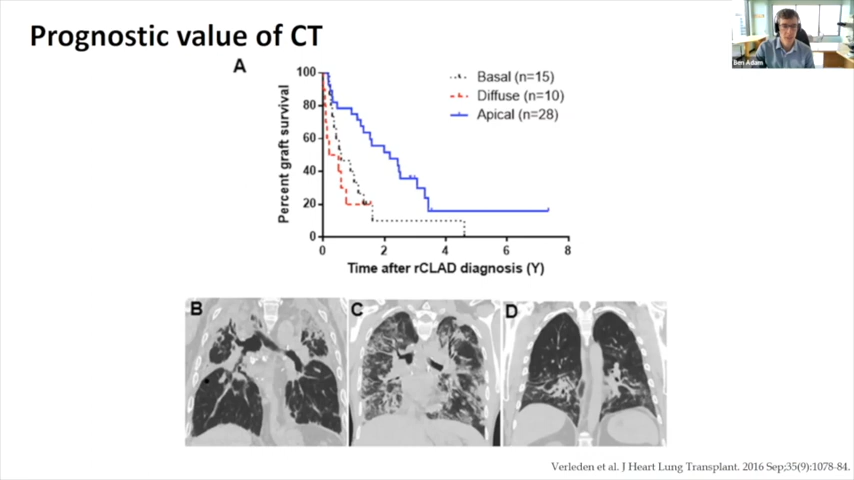 Prognostic value of CT
Ben Adam
A
100
80
60
40
20
0
Percent graft survival
Basal (n=15)
Diffuse (n=10)
Apical (n=28)
0 2 4 6 8
Time after rCLAD diagnosis (Y)
B
C
D
Verleden et al. J Heart Lung Transplant. 2016 Sep;35(9):1078-84.